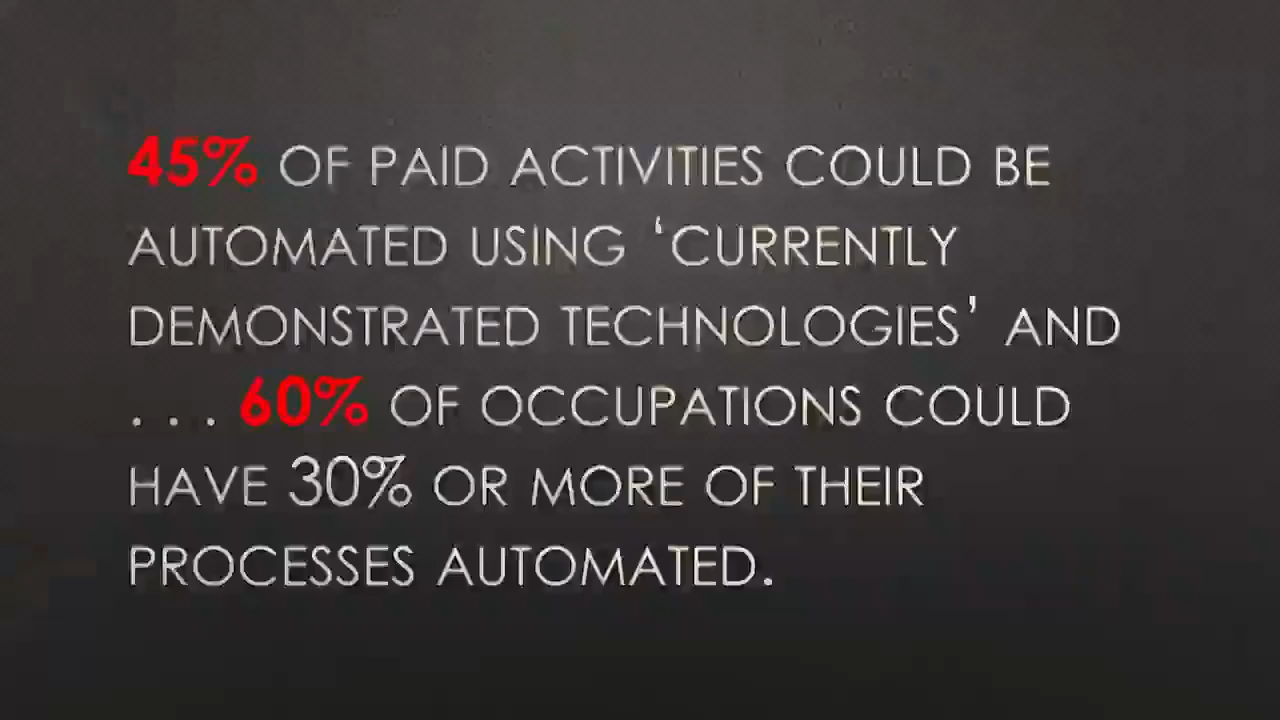 45% OF PAID ACTIVITIES COULD BE
AUTOMATED USING ‘CURRENTLY
DEMONSTRATED TECHNOLOGIES’ AND
. . . 60% OF OCCUPATIONS COULD
HAVE 30% OR MORE OF THEIR
PROCESSES AUTOMATED.